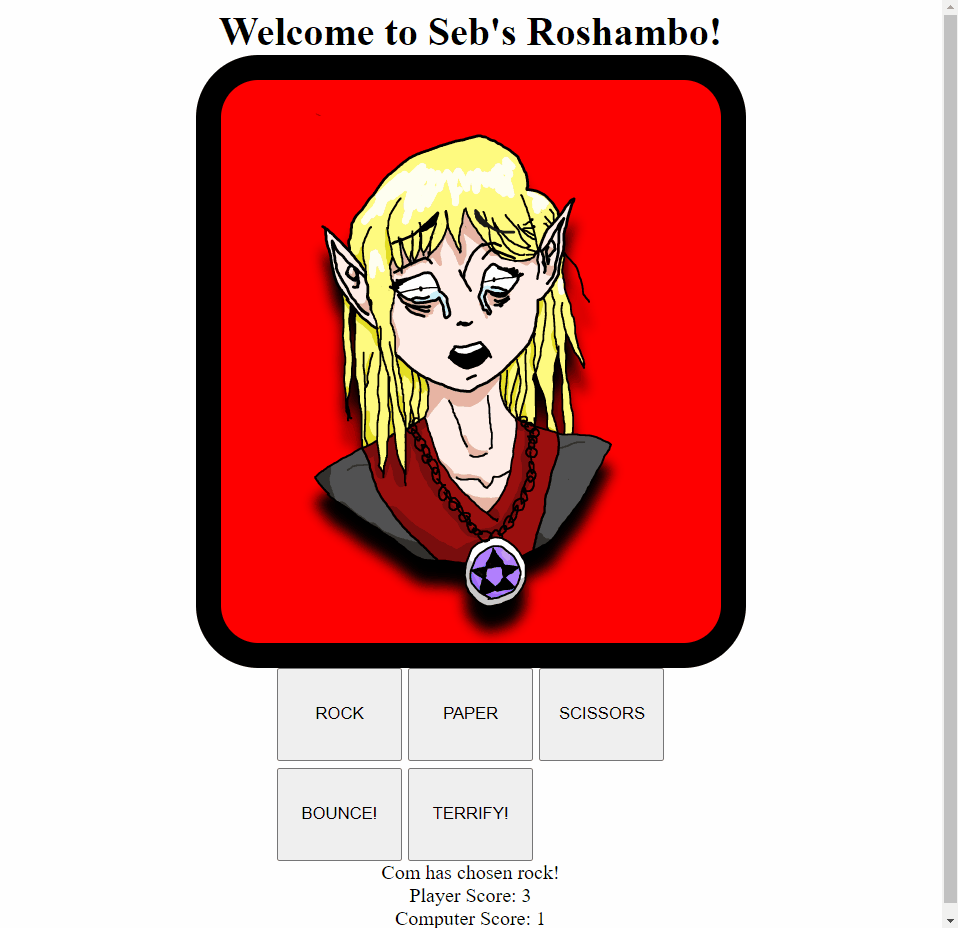 Welcome to Seb's Roshambo!
ROCK PAPER SCISSORS
BOUNCE! TERRIFY!
Com has chosen rock!
Player Score: 3
Computer Score: 1